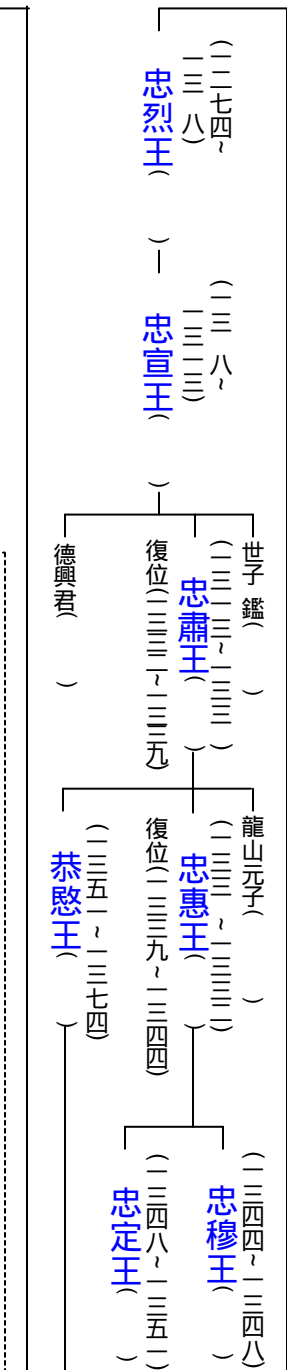 (一二七四~
一三 八)
忠烈王( )
(一三 八~
一三一三)
忠宣王( )
世子 鑑( )
(一三一三~一三三 )
忠肅王( )
復位(一三三二~一三三九)
德興君( )
龍山元子( )
(一三三 ~一三三二)
忠惠王( )
復位(一三三九~一三四四)
(一三五一~一三七四)
恭愍王( )
(一三四四~一三四八)
忠穆王( )
(一三四八~一三五一)
忠定王( )